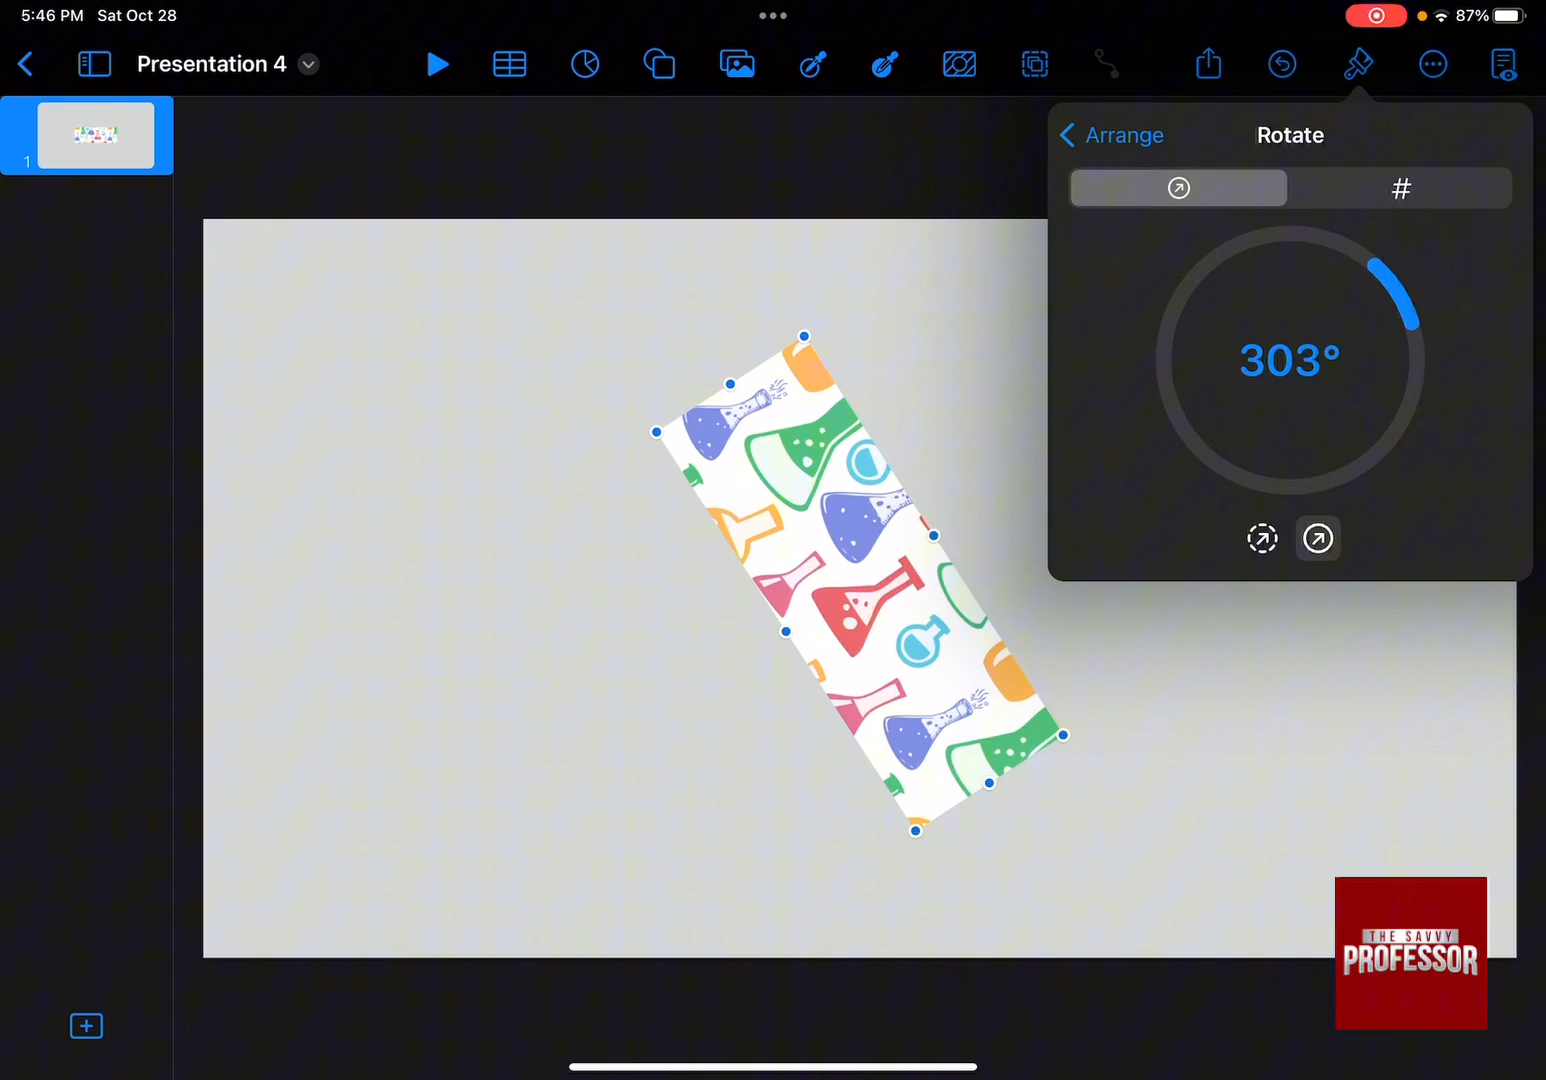 5:46 PM Sat Oct 28
87%
Presentation 4
1
Arrange
Rotate
#
303°
THE SAVVY
PROFESSOR